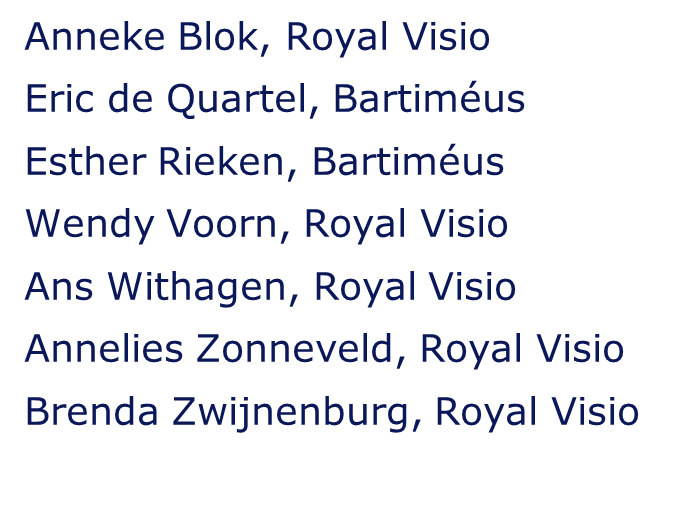 Anneke Blok, Royal Visio
Eric de Quartel, Bartiméus
Esther Rieken, Bartiméus
Wendy Voorn, Royal Visio
Ans Withagen, Royal Visio
Annelies Zonneveld, Royal Visio
Brenda Zwijnenburg, Royal Visio